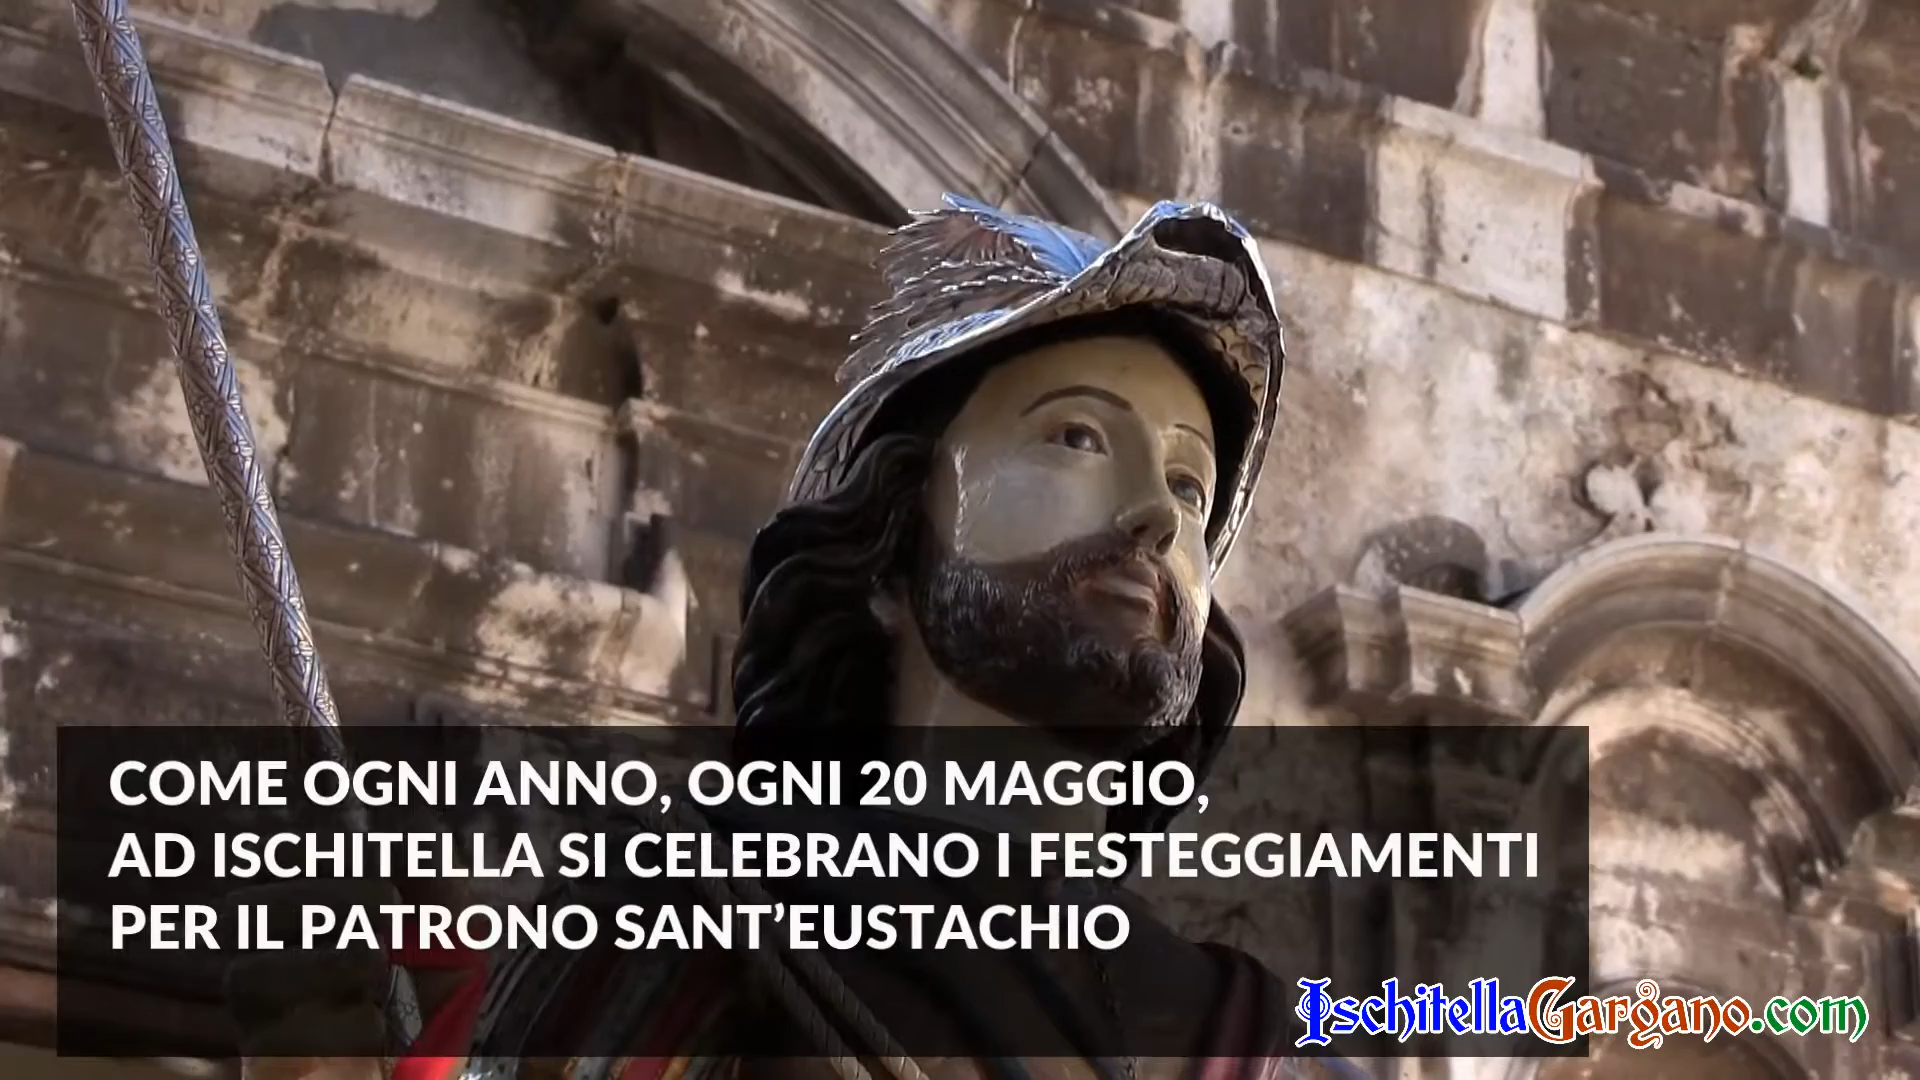 COME OGNI ANNO, OGNI 20 MAGGIO,
AD ISCHITELLA SI CELEBRANO I FESTEGGIAMENTI
PER IL PATRONO SANT’EUSTACHIO
IschitellaGargano.com